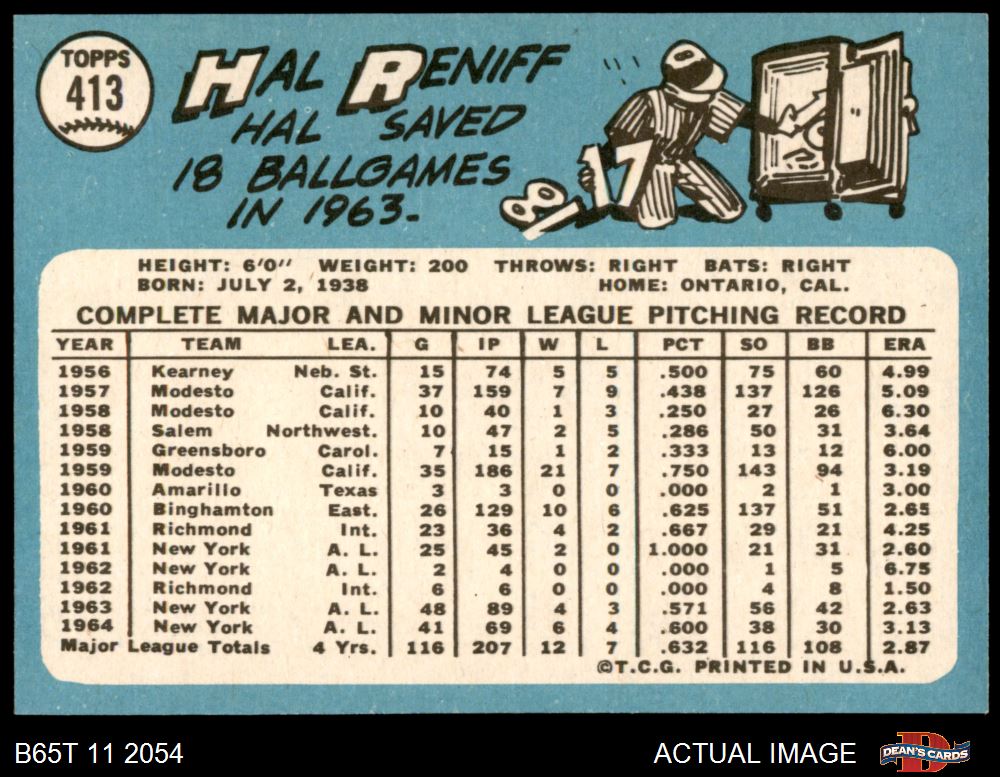 TOPPS
413
HAL RENIFF
HAL SAVED
18 BALLGAMES
IN 1963.
8 1 17
HEIGHT: 6'0" WEIGHT: 200 THROWS: RIGHT BATS: RIGHT
BORN: JULY 2, 1938 HOME: ONTARIO, CAL.
COMPLETE MAJOR AND MINOR LEAGUE PITCHING RECORD
YEAR TEAM LEA. G IP W L PCT SO BB ERA
1956 Kearney Neb. St. 15 74 5 5 .500 75 60 4.99
1957 Modesto Calif. 37 159 7 9 .438 137 126 5.09
1958 Modesto Calif. 10 40 1 3 .250 27 26 6.30
1958 Salem Northwest. 10 47 2 5 .286 50 31 3.64
1959 Greensboro Carol. 7 15 1 2 .333 13 12 6.00
1959 Modesto Calif. 35 186 21 7 .750 143 94 3.19
1960 Amarillo Texas 3 3 0 0 .000 2 1 3.00
1960 Binghamton East. 26 129 10 6 .625 137 51 2.65
1961 Richmond Int. 23 36 4 2 .667 29 21 4.25
1961 New York A. L. 25 45 2 0 1.000 21 31 2.60
1962 New York A. L. 2 4 0 0 .000 1 5 6.75
1962 Richmond Int. 6 6 0 0 .000 4 8 1.50
1963 New York A. L. 48 89 4 3 .571 56 42 2.63
1964 New York A. L. 41 69 6 4 .600 38 30 3.13
Major League Totals 4 Yrs. 116 207 12 7 .632 116 108 2.87
©T.C.G. PRINTED IN U.S.A.
B65T 11 2054
ACTUAL IMAGE
D
DEAN'S CARDS